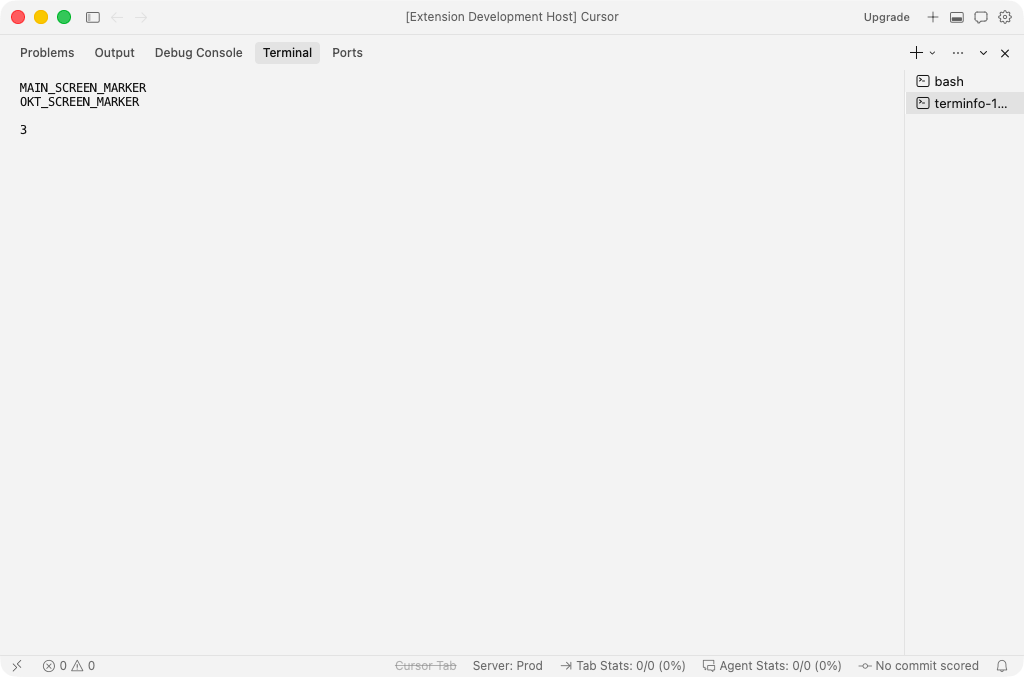 [Extension Development Host] Cursor
Upgrade
Problems Output Debug Console Terminal Ports
MAIN_SCREEN_MARKER
OKT_SCREEN_MARKER
3
bash
terminfo-1...
0 0 Cursor Tab Server: Prod Tab Stats: 0/0 (0%) Agent Stats: 0/0 (0%) No commit scored